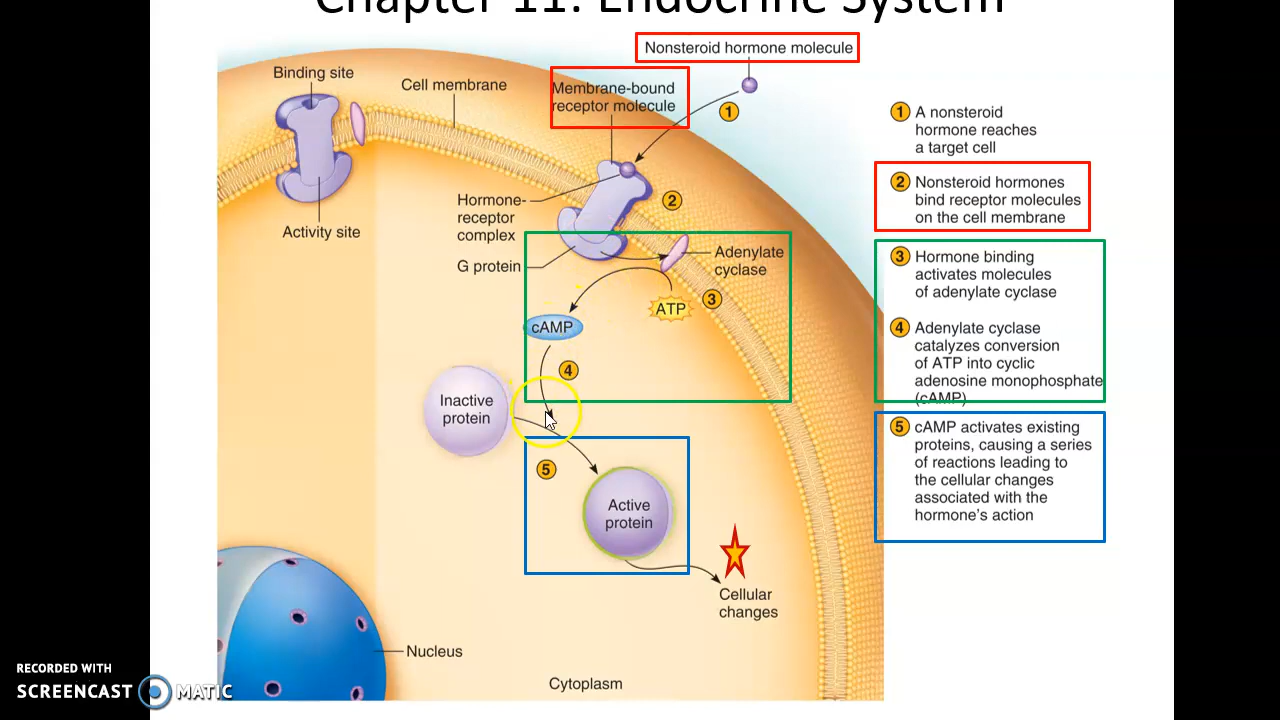 Chapter 11: Endocrine System
Nonsteroid hormone molecule
Binding site
Cell membrane
Membrane-bound
receptor molecule
1
Hormone-
receptor
complex
2
Activity site
G protein
Adenylate
cyclase
ATP
3
cAMP
4
Inactive
protein
5
Active
protein
Cellular
changes
Nucleus
Cytoplasm
1 A nonsteroid
hormone reaches
a target cell
2 Nonsteroid hormones
bind receptor molecules
on the cell membrane
3 Hormone binding
activates molecules
of adenylate cyclase
4 Adenylate cyclase
catalyzes conversion
of ATP into cyclic
adenosine monophosphate
(cAMP)
5 cAMP activates existing
proteins, causing a series
of reactions leading to
the cellular changes
associated with the
hormone's action
RECORDED WITH
SCREENCAST MATIC